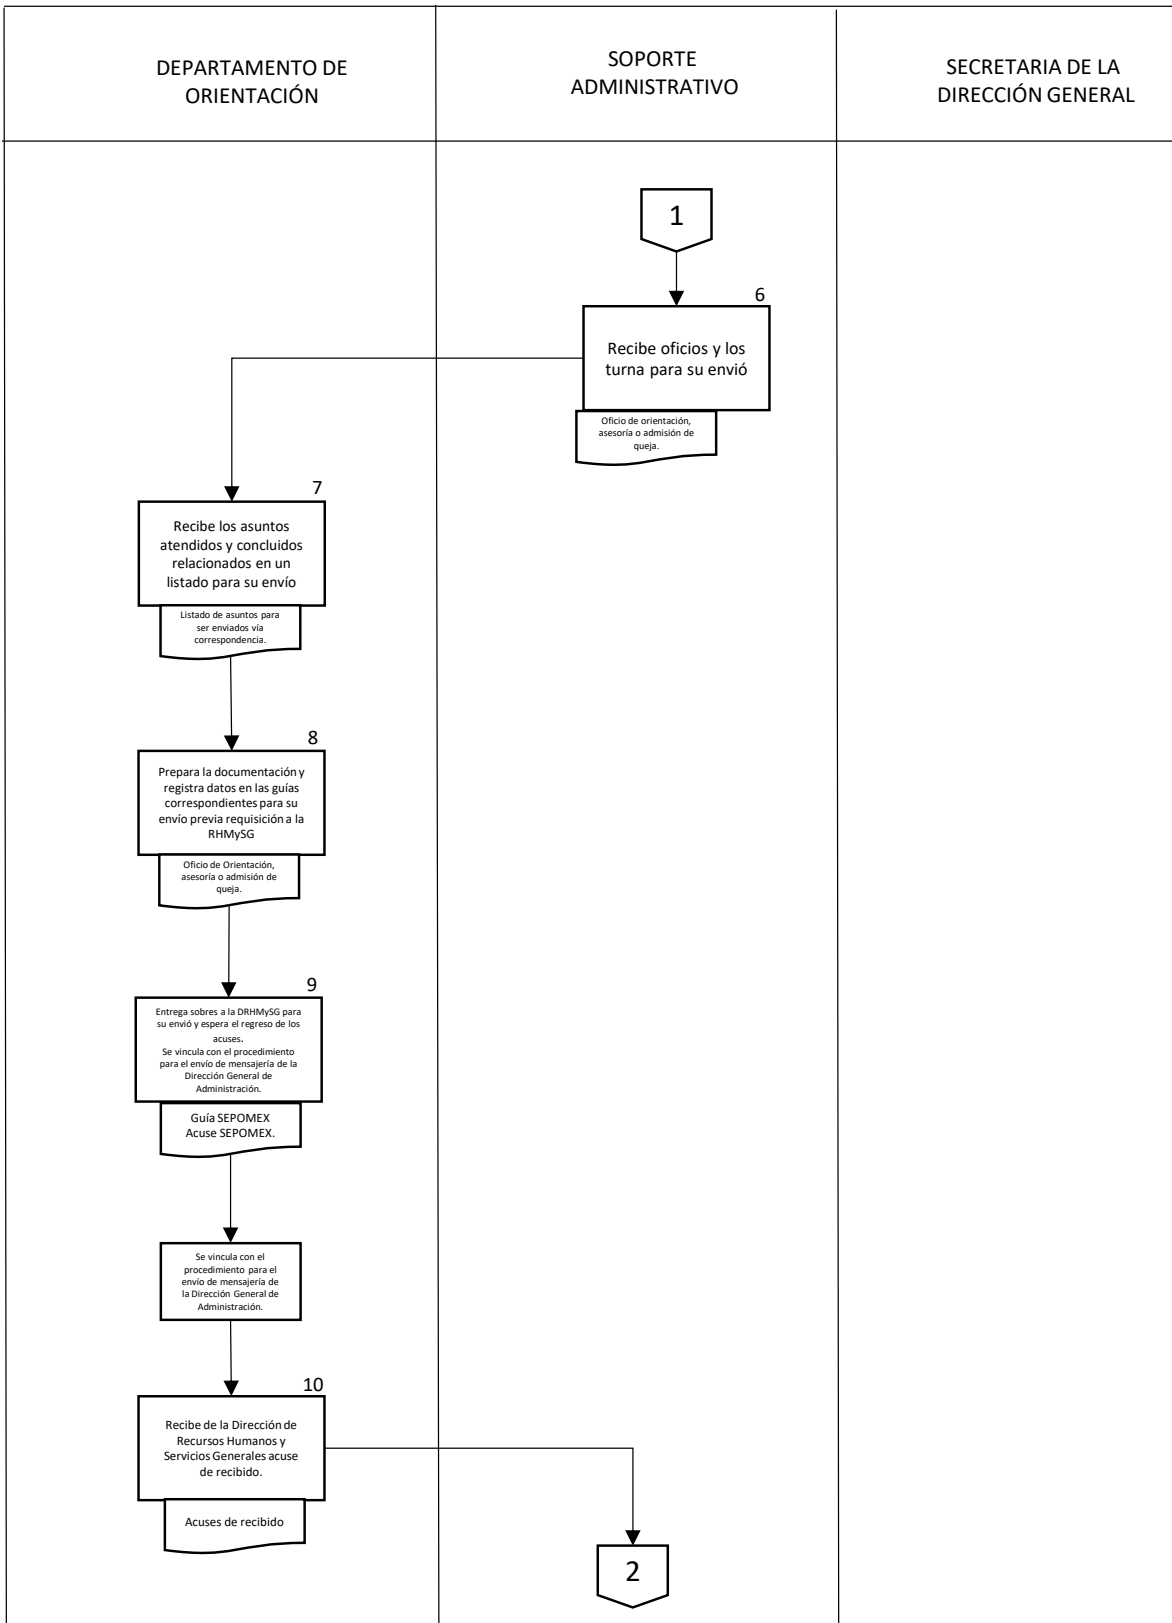 DEPARTAMENTO DE
ORIENTACIÓN
SOPORTE
ADMINISTRATIVO
SECRETARIA DE LA
DIRECCIÓN GENERAL
1
6
Recibe oficios y los
turna para su envió
Oficio de orientación,
asesoría o admisión de
queja.
7
Recibe los asuntos
atendidos y concluidos
relacionados en un
listado para su envío
Listado de asuntos para
ser enviados vía
correspondencia.
8
Prepara la documentación y
registra datos en las guías
correspondientes para su
envío previa requisición a la
RHMySG
Oficio de Orientación,
asesoría o admisión de
queja.
9
Entrega sobres a la DRHMySG para
su envió y espera el regreso de los
acuses.
Se vincula con el procedimiento
para el envío de mensajería de la
Dirección General de
Administración.
Guía SEPOMEX
Acuse SEPOMEX.
Se vincula con el
procedimiento para el
envío de mensajería de
la Dirección General de
Administración.
10
Recibe de la Dirección de
Recursos Humanos y
Servicios Generales acuse
de recibido.
Acuses de recibido
2